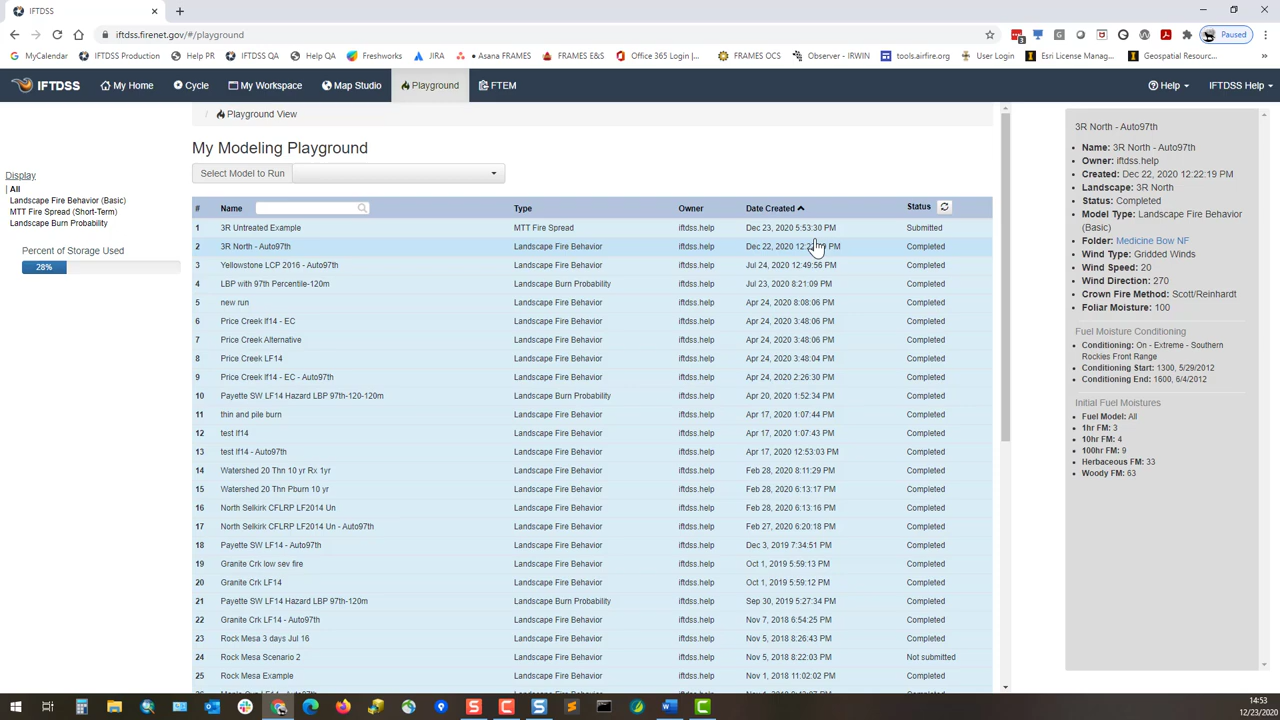 IFTDSS
iftdss.firenet.gov/#/playground
Paused
MyCalendar
IFTDSS Production
Help PR
IFTDSS QA
Help QA
Freshworks
JIRA
Asana FRAMES
FRAMES E&S
Office 365 Login |...
FRAMES OCS
Observer - IRWIN
tools.airfire.org
User Login
Esri License Manag...
Geospatial Resourc...
IFTDSS
My Home
Cycle
My Workspace
Map Studio
Playground
FTEM
Help
IFTDSS Help
/ Playground View
My Modeling Playground
Select Model to Run
Display
All
Landscape Fire Behavior (Basic)
MTT Fire Spread (Short-Term)
Landscape Burn Probability
Percent of Storage Used
28%
# Name Type Owner Date Created Status
1 3R Untreated Example MTT Fire Spread iftdss.help Dec 23, 2020 5:53:30 PM Submitted
2 3R North - Auto97th Landscape Fire Behavior iftdss.help Dec 22, 2020 PM Completed
3 Yellowstone LCP 2016 - Auto97th Landscape Fire Behavior iftdss.help Jul 24, 2020 12:49:56 PM Completed
4 LBP with 97th Percentile-120m Landscape Burn Probability iftdss.help Jul 23, 2020 8:21:09 PM Completed
5 new run Landscape Fire Behavior iftdss.help Apr 24, 2020 8:08:06 PM Completed
6 Price Creek lf14 - EC Landscape Fire Behavior iftdss.help Apr 24, 2020 3:48:06 PM Completed
7 Price Creek Alternative Landscape Fire Behavior iftdss.help Apr 24, 2020 3:48:06 PM Completed
8 Price Creek LF14 Landscape Fire Behavior iftdss.help Apr 24, 2020 3:48:04 PM Completed
9 Price Creek lf14 - EC - Auto97th Landscape Fire Behavior iftdss.help Apr 24, 2020 2:26:30 PM Completed
10 Payette SW LF14 Hazard LBP 97th-120-120m Landscape Burn Probability iftdss.help Apr 20, 2020 1:52:34 PM Completed
11 thin and pile burn Landscape Fire Behavior iftdss.help Apr 17, 2020 1:07:44 PM Completed
12 test lf14 Landscape Fire Behavior iftdss.help Apr 17, 2020 1:07:43 PM Completed
13 test lf14 - Auto97th Landscape Fire Behavior iftdss.help Apr 17, 2020 12:53:03 PM Completed
14 Watershed 20 Thn 10 yr Rx 1yr Landscape Fire Behavior iftdss.help Feb 28, 2020 8:11:29 PM Completed
15 Watershed 20 Thn Pburn 10 yr Landscape Fire Behavior iftdss.help Feb 28, 2020 6:13:17 PM Completed
16 North Selkirk CFLRP LF2014 Un Landscape Fire Behavior iftdss.help Feb 28, 2020 6:13:16 PM Completed
17 North Selkirk CFLRP LF2014 Un - Auto97th Landscape Fire Behavior iftdss.help Feb 27, 2020 6:20:18 PM Completed
18 Payette SW LF14 - Auto97th Landscape Fire Behavior iftdss.help Dec 3, 2019 7:34:51 PM Completed
19 Granite Crk low sev fire Landscape Fire Behavior iftdss.help Oct 1, 2019 5:59:13 PM Completed
20 Granite Crk LF14 Landscape Fire Behavior iftdss.help Oct 1, 2019 5:59:12 PM Completed
21 Payette SW LF14 Hazard LBP 97th-120m Landscape Burn Probability iftdss.help Sep 30, 2019 5:27:34 PM Completed
22 Granite Crk LF14 - Auto97th Landscape Fire Behavior iftdss.help Nov 7, 2018 6:54:25 PM Completed
23 Rock Mesa 3 days Jul 16 Landscape Fire Behavior iftdss.help Nov 5, 2018 8:26:43 PM Completed
24 Rock Mesa Scenario 2 Landscape Fire Behavior iftdss.help Nov 5, 2018 8:22:03 PM Not submitted
25 Rock Mesa Example Landscape Fire Behavior iftdss.help Nov 1, 2018 11:02:02 PM Completed
3R North - Auto97th
Name: 3R North - Auto97th
Owner: iftdss.help
Created: Dec 22, 2020 12:22:19 PM
Landscape: 3R North
Status: Completed
Model Type: Landscape Fire Behavior
(Basic)
Folder: Medicine Bow NF
Wind Type: Gridded Winds
Wind Speed: 20
Wind Direction: 270
Crown Fire Method: Scott/Reinhardt
Foliar Moisture: 100
Fuel Moisture Conditioning
Conditioning: On - Extreme - Southern
Rockies Front Range
Conditioning Start: 1300, 5/29/2012
Conditioning End: 1600, 6/4/2012
Initial Fuel Moistures
Fuel Model: All
1hr FM: 3
10hr FM: 4
100hr FM: 9
Herbaceous FM: 33
Woody FM: 63
14:53
12/23/2020